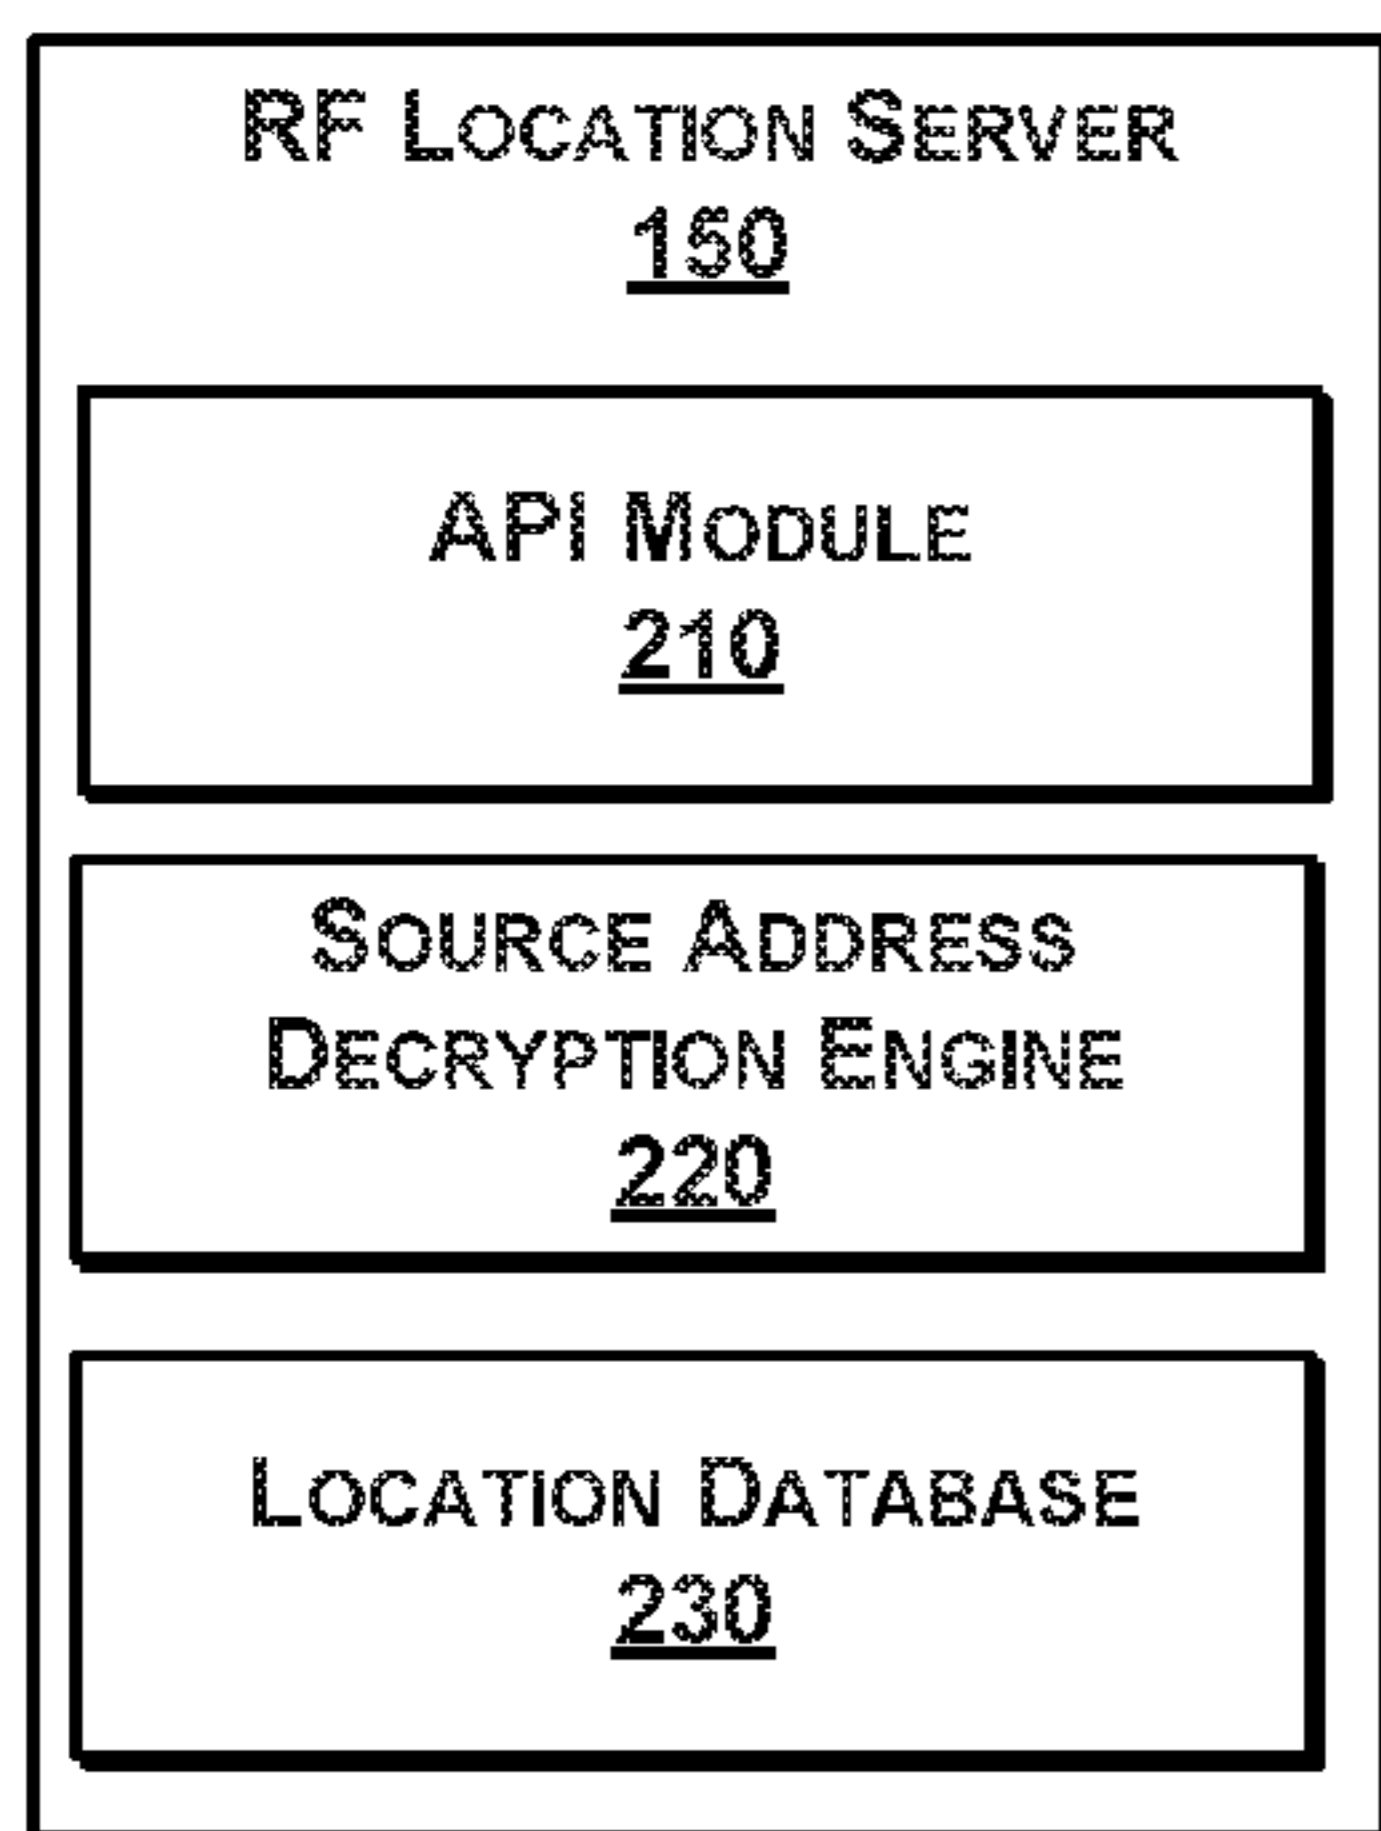 RF LOCATION SERVER
150
API MODULE
210
SOURCE ADDRESS
DECRYPTION ENGINE
220
LOCATION DATABASE
230